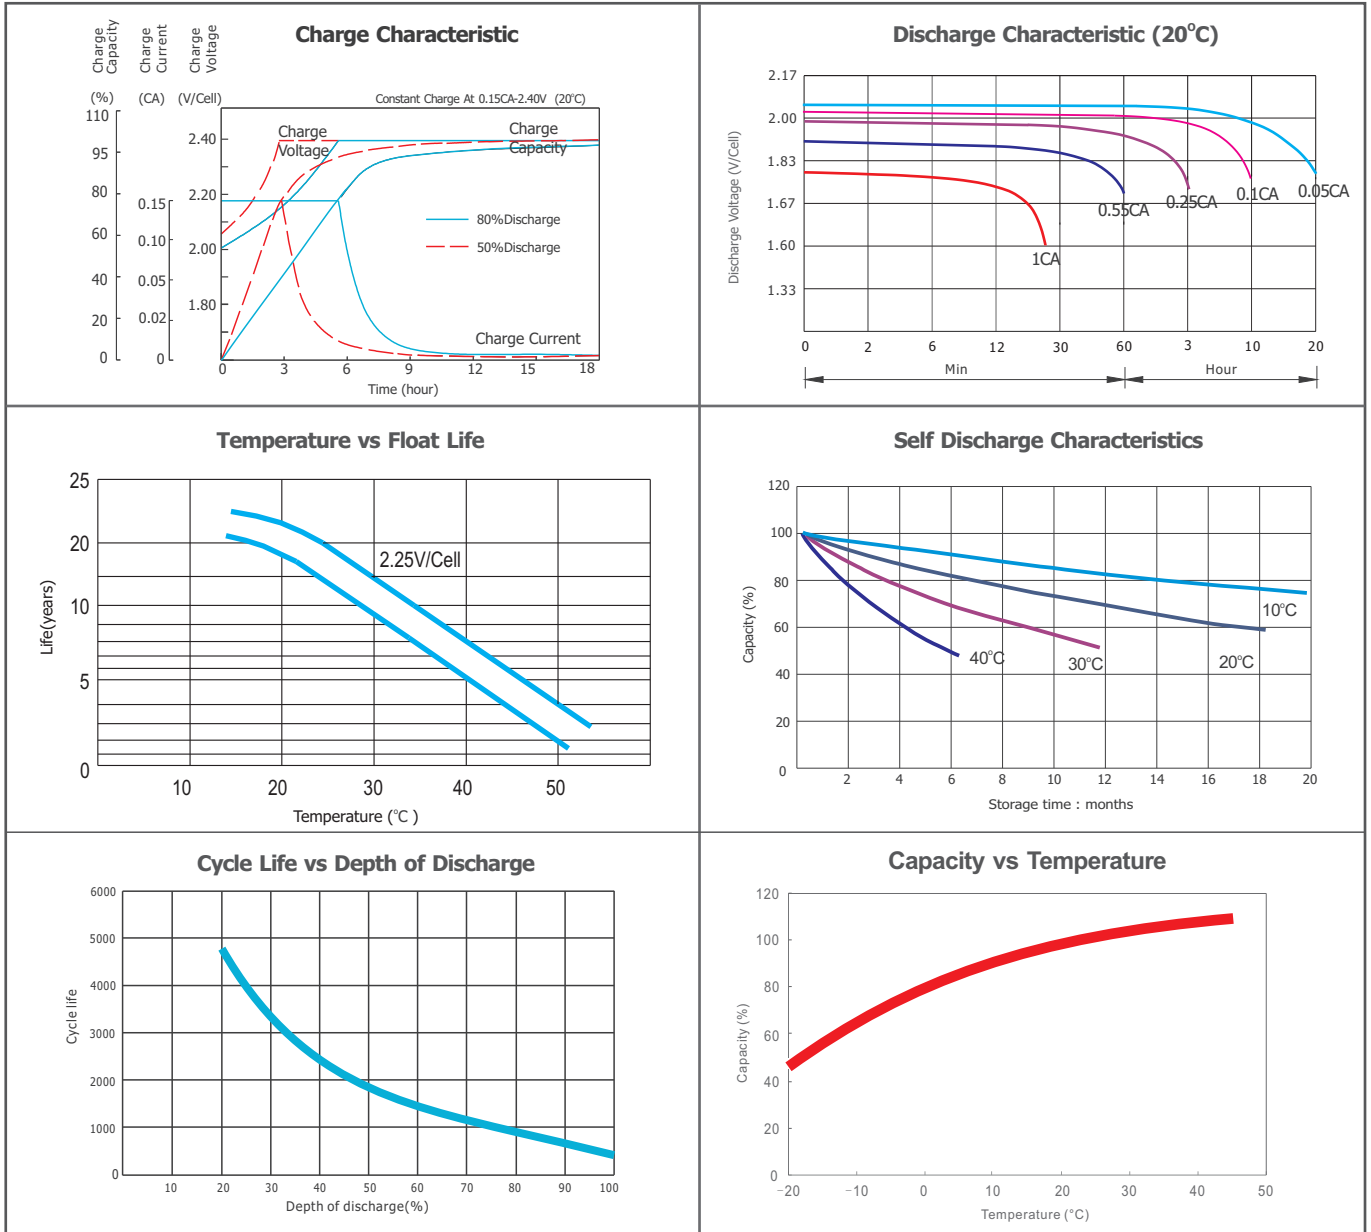 Charge Characteristic
Charge
Capacity
Charge
Current
Charge
Voltage
(%)
(CA)
(V/Cell)
Constant Charge At 0.15CA-2.40V (20°C)
110
95
80
60
40
20
0
0.15
0.10
0.05
0.02
0
2.40
2.20
2.00
1.80
Charge
Voltage
Charge
Capacity
80%Discharge
50%Discharge
Charge Current
0 3 6 9 12 15 18
Time (hour)
Discharge Characteristic (20°C)
Discharge Voltage (V/Cell)
2.17
2.00
1.83
1.67
1.60
1.33
1CA
0.55CA
0.25CA
0.1CA
0.05CA
0 2 6 12 30 60 3 10 20
Min Hour
Temperature vs Float Life
Life(years)
25
20
10
5
0
2.25V/Cell
10 20 30 40 50
Temperature (°C )
Self Discharge Characteristics
Capacity (%)
120
100
80
60
40
20
0
40°C
30°C
20°C
10°C
2 4 6 8 10 12 14 16 18 20
Storage time : months
Cycle Life vs Depth of Discharge
Cycle life
6000
5000
4000
3000
2000
1000
0
10 20 30 40 50 60 70 80 90 100
Depth of discharge(%)
Capacity vs Temperature
Capacity (%)
120
100
80
60
40
20
0
−20 −10 0 10 20 30 40 50
Temperature (°C)